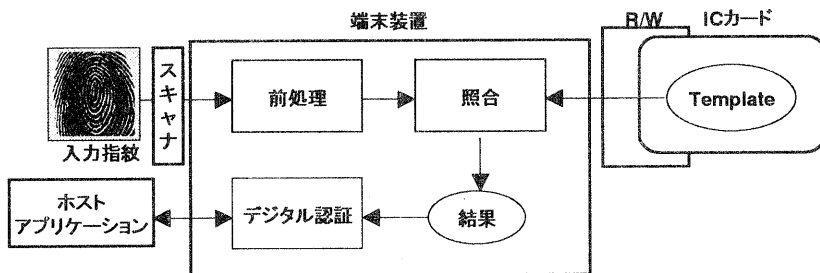 端末装置
R/W
ICカード
スキャナ
前処理
照合
Template
入力指紋
ホスト
アプリケーション
デジタル認証
結果